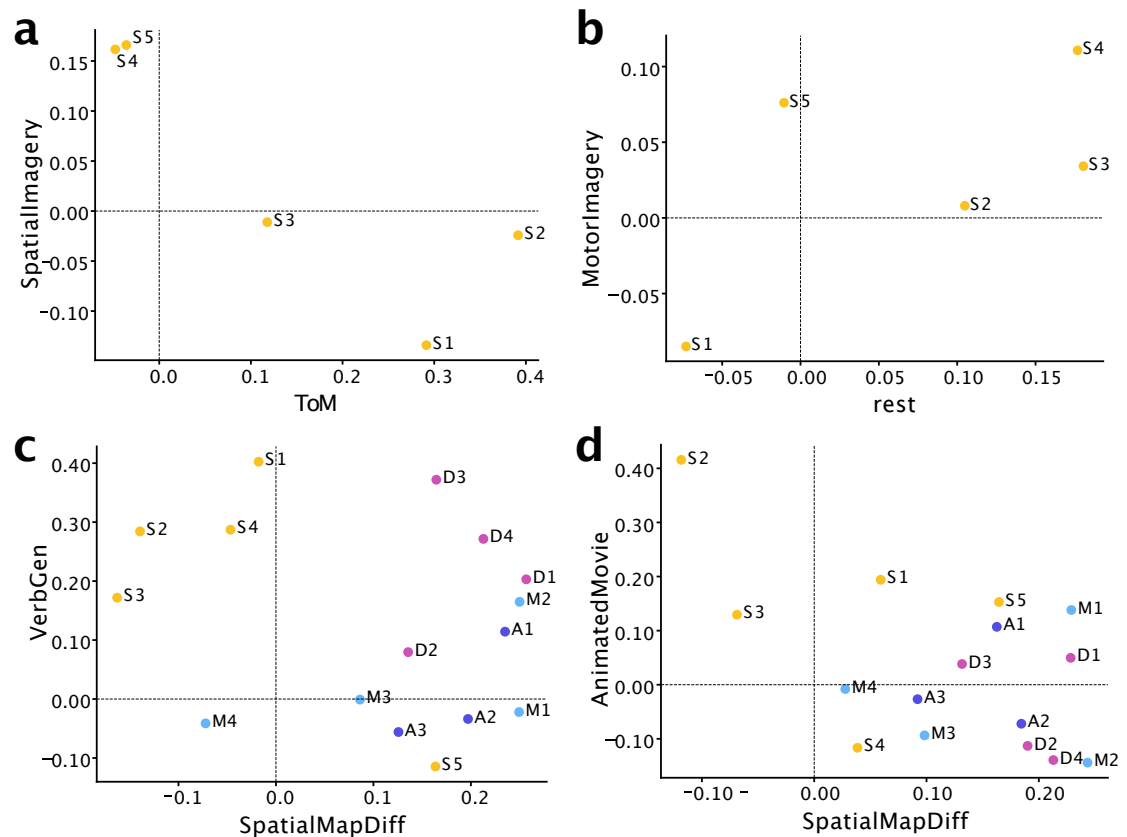 a
SpatialImagery
0.15
0.10
0.05
0.00
−0.05
−0.10
S5
S4
S3
S2
S1
0.0
0.1
0.2
0.3
0.4
ToM
b
MotorImagery
0.10
0.05
0.00
−0.05
S4
S5
S3
S2
S1
−0.05
0.00
0.10
0.15
rest
c
VerbGen
0.40
0.30
0.20
0.10
0.00
−0.10
S1
D3
S2
S4
D4
D1
S3
M2
A1
D2
M3
M4
A3
A2
M1
S5
−0.1
0.0
0.1
0.2
SpatialMapDiff
d
AnimatedMovie
0.40
0.30
0.20
0.10
0.00
−0.10
S2
S1
S5
M1
S3
A1
D3
D1
M4
A3
M3
A2
S4
D2
D4
M2
−0.10
−
0.00
0.10
0.20
SpatialMapDiff